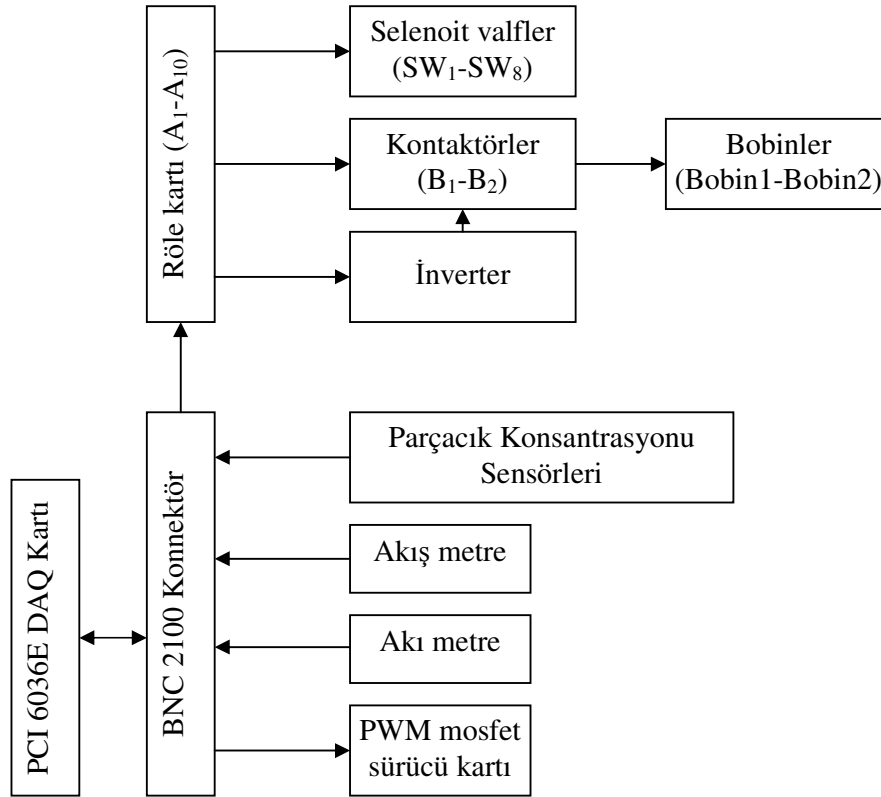 Röle kartı (A₁-A₁₀)
Selenoit valfler
(SW₁-SW₈)
Kontaktörler
(B₁-B₂)
Bobinler
(Bobin1-Bobin2)
İnverter
PCI 6036E DAQ Kartı
BNC 2100 Konnektör
Parçacık Konsantrasyonu
Sensörleri
Akış metre
Akı metre
PWM mosfet
sürücü kartı